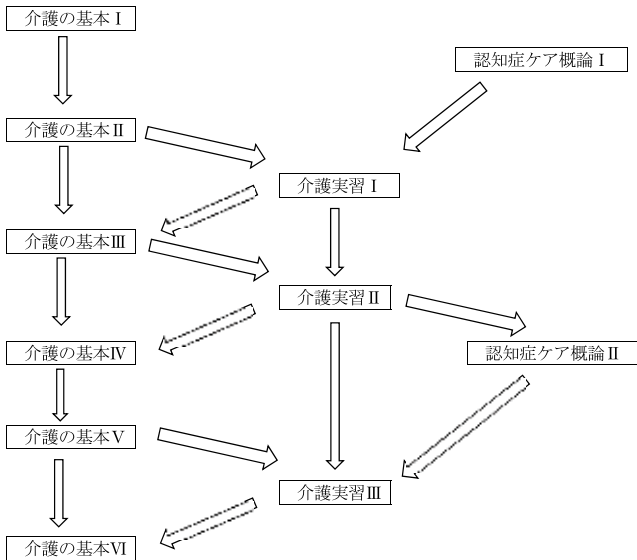 介護の基本Ⅰ
認知症ケア概論Ⅰ
介護の基本Ⅱ
介護実習Ⅰ
介護の基本Ⅲ
介護実習Ⅱ
介護の基本Ⅳ
認知症ケア概論Ⅱ
介護の基本Ⅴ
介護実習Ⅲ
介護の基本Ⅵ